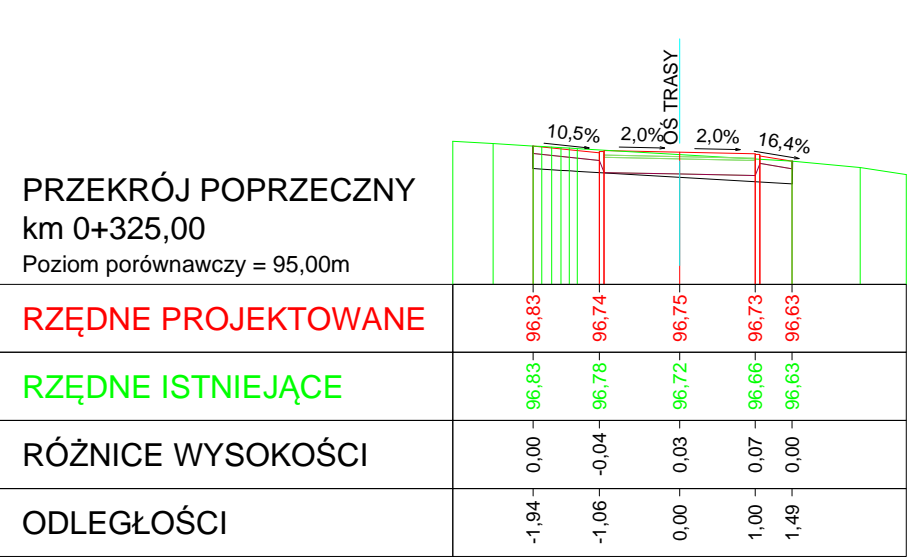 OŚ TRASY
10,5% 2,0% 2,0% 16,4%
PRZEKRÓJ POPRZECZNY
km 0+325,00
Poziom porównawczy = 95,00m
RZĘDNE PROJEKTOWANE 96,83 96,74 96,75 96,73 96,63
RZĘDNE ISTNIEJĄCE 96,83 96,78 96,72 96,66 96,63
RÓŻNICE WYSOKOŚCI 0,00 -0,04 0,03 0,07 0,00
ODLEGŁOŚCI -1,94 -1,06 0,00 1,00 1,49